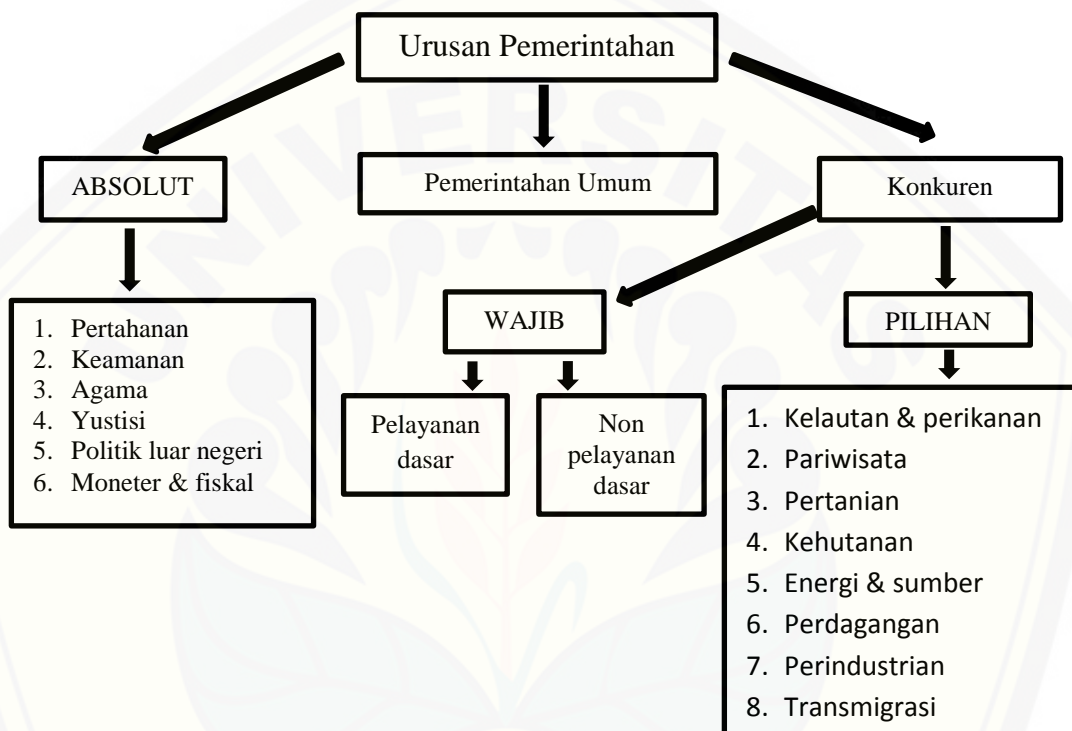 Urusan Pemerintahan
ABSOLUT
Pemerintahan Umum
Konkuren
1. Pertahanan
2. Keamanan
3. Agama
4. Yustisi
5. Politik luar negeri
6. Moneter & fiskal
WAJIB
Pelayanan
dasar
Non
pelayanan
dasar
PILIHAN
1. Kelautan & perikanan
2. Pariwisata
3. Pertanian
4. Kehutanan
5. Energi & sumber
6. Perdagangan
7. Perindustrian
8. Transmigrasi
UNIVERSITAS